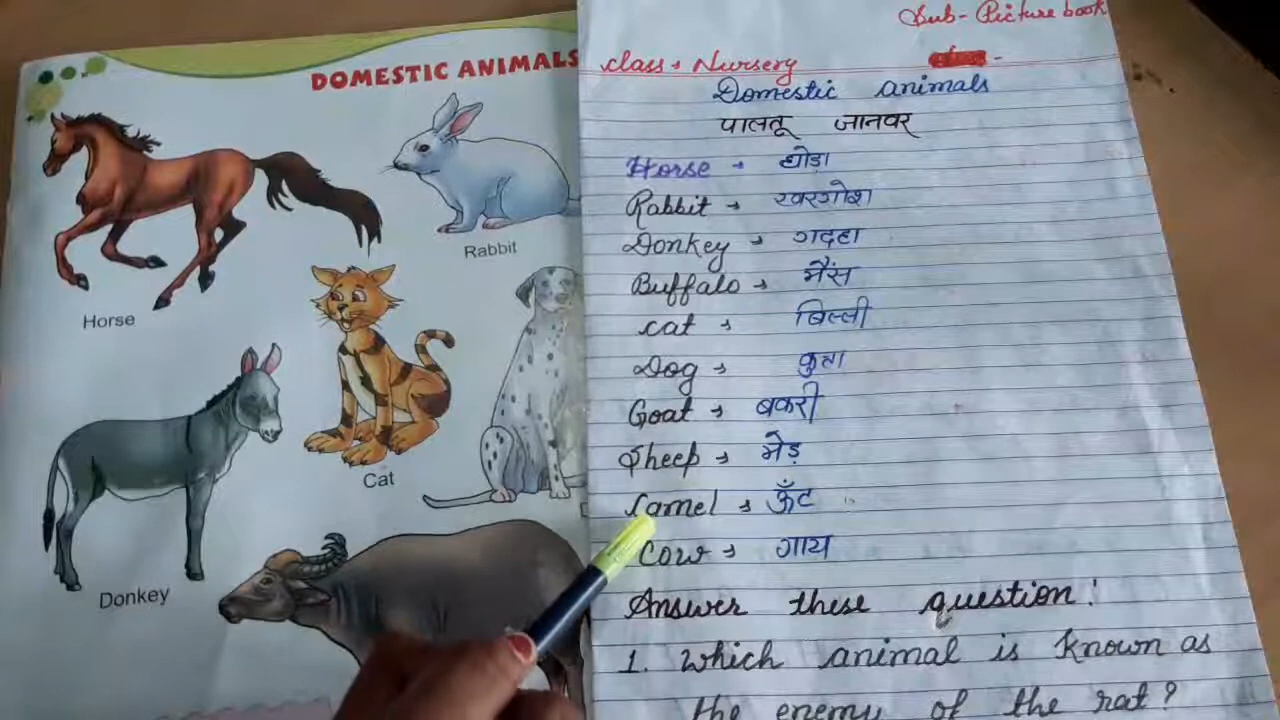 DOMESTIC ANIMALS
Horse
Rabbit
Cat
Donkey
Sub- Picture book
class → Nursery
Domestic animals
पालतू जानवर
Horse → घोड़ा
Rabbit → खरगोश
Donkey → गदहा
Buffalo → भैंस
cat → बिल्ली
Dog → कुत्ता
Goat → बकरी
Sheep → भेड़
Camel → ऊँट
Cow → गाय
Answer these question:
1. Which animal is known as
the enemy of the rat?